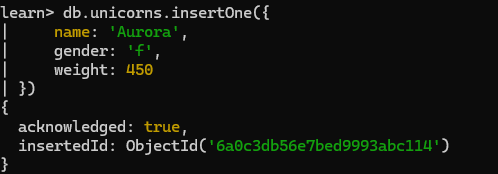 learn> db.unicorns.insertOne({
|     name: 'Aurora',
|     gender: 'f',
|     weight: 450
| })
{
  acknowledged: true,
  insertedId: ObjectId('6a0c3db56e7bed9993abc114')
}